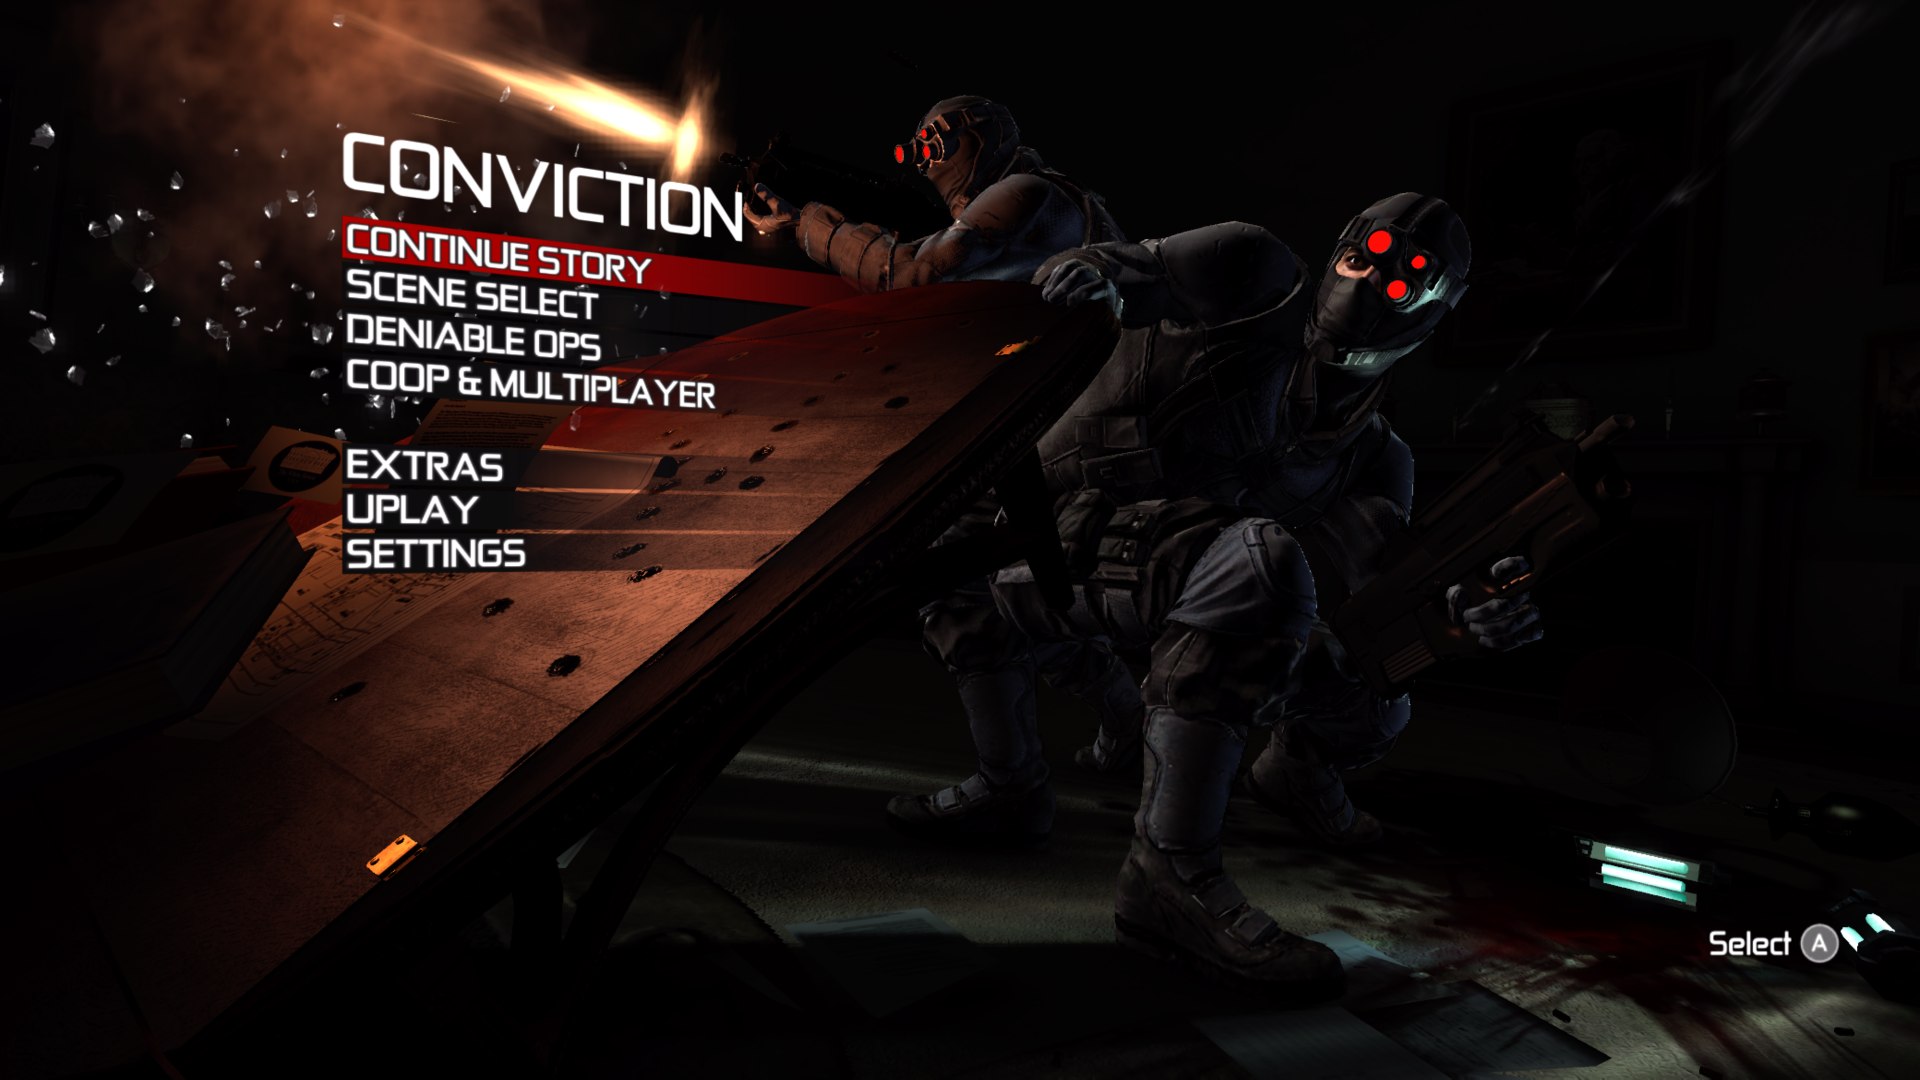 CONVICTION
CONTINUE STORY
SCENE SELECT
DENIABLE OPS
COOP & MULTIPLAYER
EXTRAS
UPLAY
SETTINGS
Select A